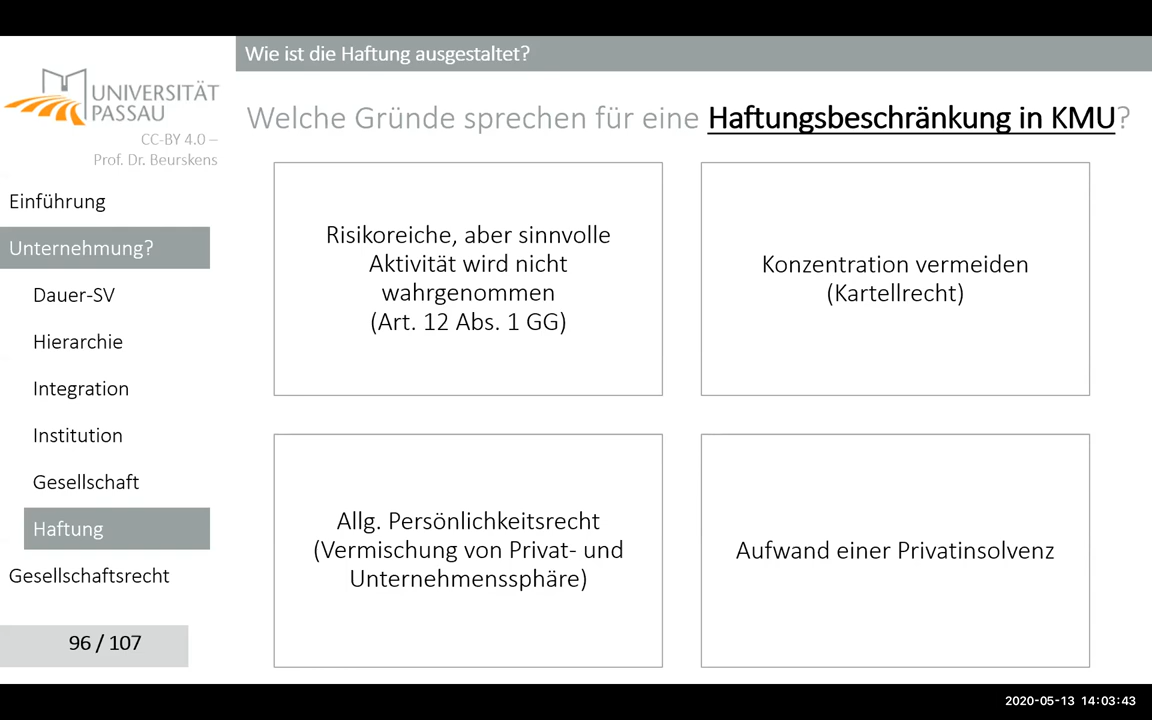 Wie ist die Haftung ausgestaltet?
UNIVERSITÄT
PASSAU
CC-BY 4.0 –
Prof. Dr. Beurskens
Einführung
Unternehmung?
Dauer-SV
Hierarchie
Integration
Institution
Gesellschaft
Haftung
Gesellschaftsrecht
96 / 107
Welche Gründe sprechen für eine Haftungsbeschränkung in KMU?
Risikoreiche, aber sinnvolle
Aktivität wird nicht
wahrgenommen
(Art. 12 Abs. 1 GG)
Konzentration vermeiden
(Kartellrecht)
Allg. Persönlichkeitsrecht
(Vermischung von Privat- und
Unternehmenssphäre)
Aufwand einer Privatinsolvenz
2020-05-13 14:03:43